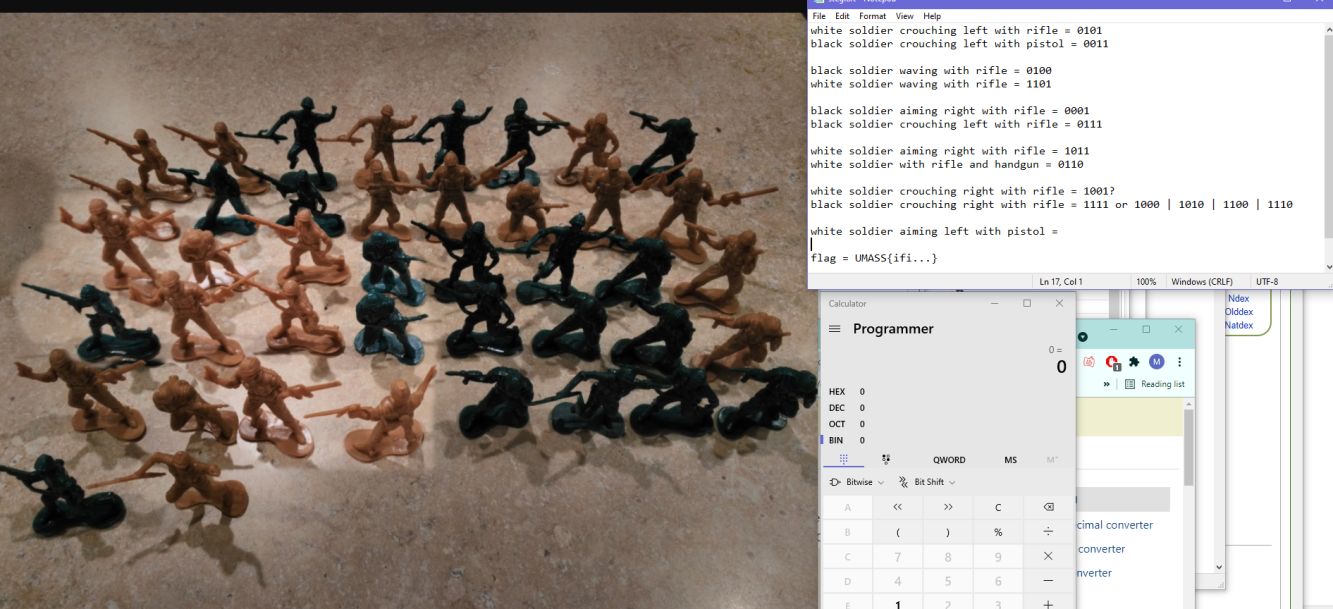 File Edit Format View Help
white soldier crouching left with rifle = 0101
black soldier crouching left with pistol = 0011
black soldier waving with rifle = 0100
white soldier waving with rifle = 1101
black soldier aiming right with rifle = 0001
black soldier crouching left with rifle = 0111
white soldier aiming right with rifle = 1011
white soldier with rifle and handgun = 0110
white soldier crouching right with rifle = 1001?
black soldier crouching right with rifle = 1111 or 1000 | 1010 | 1100 | 1110
white soldier aiming left with pistol =
flag = UMASS{ifi...}
Ln 17, Col 1 100% Windows (CRLF) UTF-8
Calculator
Programmer
0 =
0
HEX 0
DEC 0
OCT 0
BIN 0
QWORD MS M
Bitwise Bit Shift
A << >> C
B ( ) % ÷
C 7 8 9 ×
D 4 5 6 −
E 1 2 3 +
Ndex
Olddex
Natdex
1
M
» Reading list
cimal converter
converter
nverter